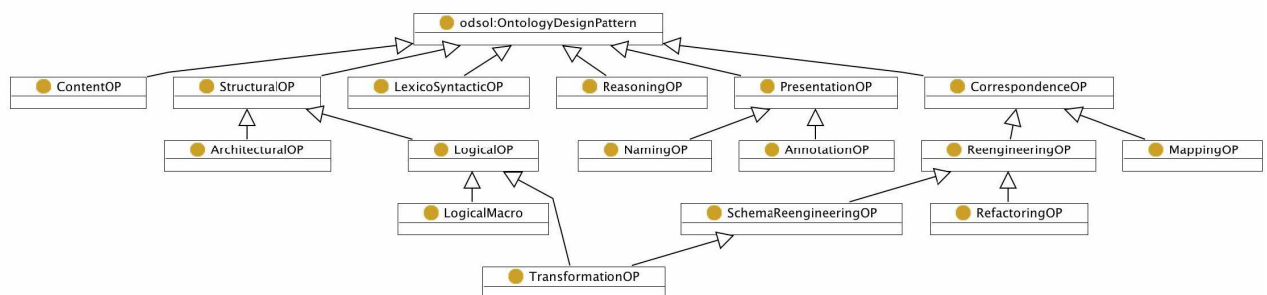 odsol:OntologyDesignPattern
ContentOP
StructuralOP
LexicoSyntacticOP
ReasoningOP
PresentationOP
CorrespondenceOP
ArchitecturalOP
LogicalOP
NamingOP
AnnotationOP
ReengineeringOP
MappingOP
LogicalMacro
SchemaReengineeringOP
RefactoringOP
TransformationOP